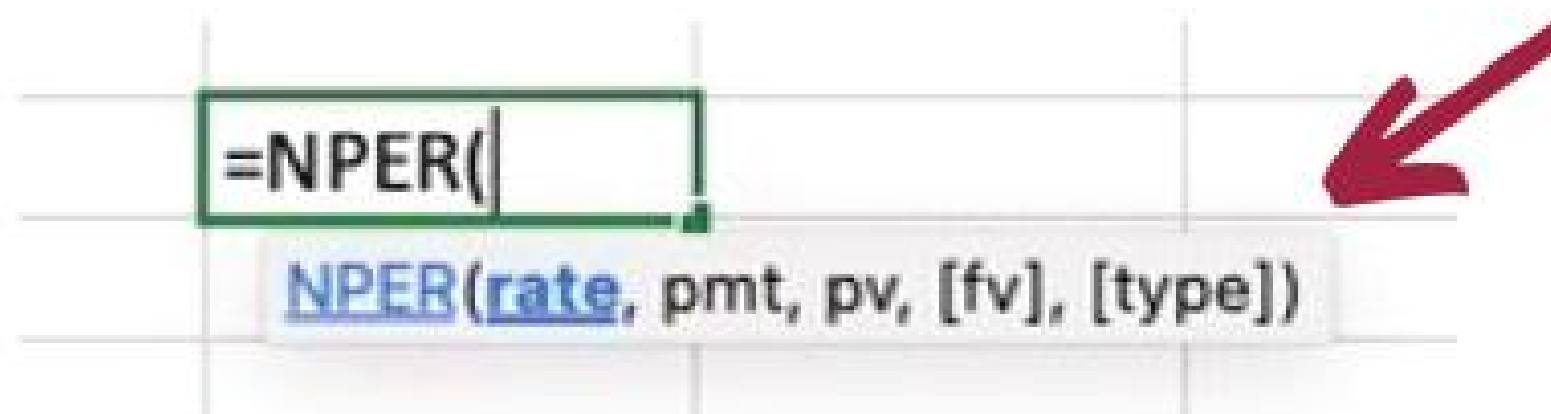 =NPER(
NPER(rate, pmt, pv, [fv], [type])